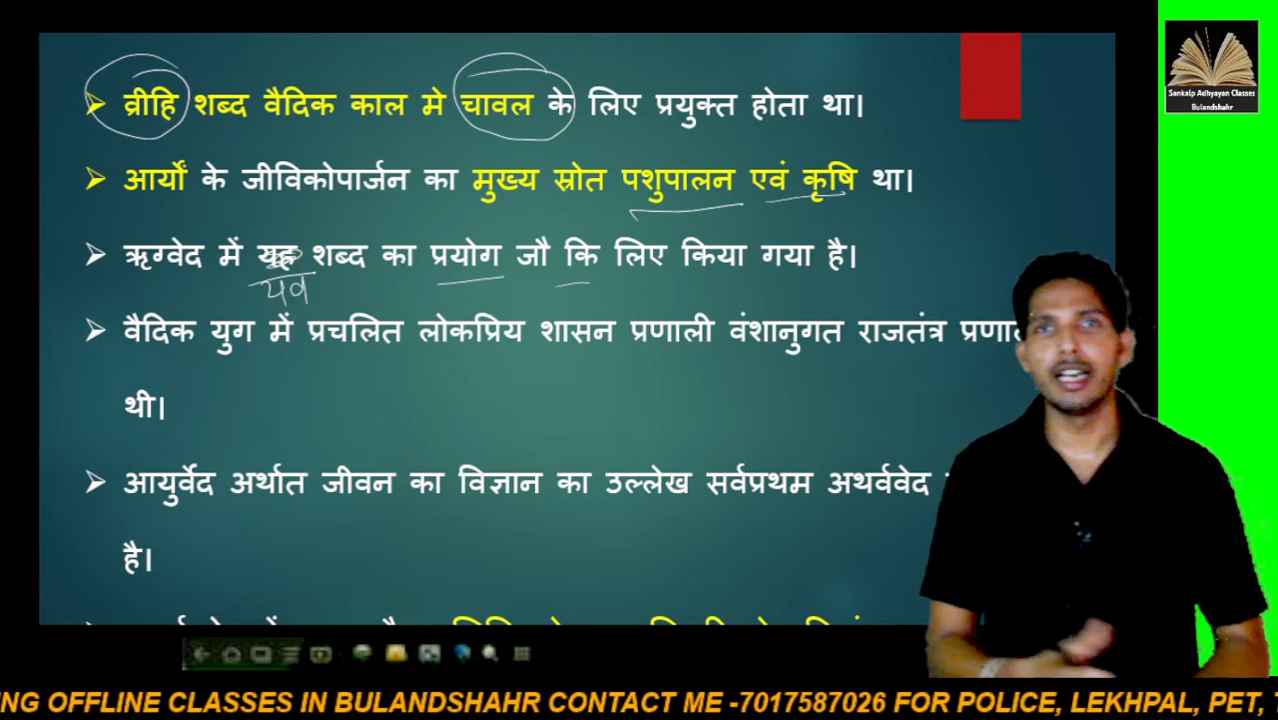 व्रीहि शब्द वैदिक काल मे चावल के लिए प्रयुक्त होता था।
आर्यों के जीविकोपार्जन का मुख्य स्रोत पशुपालन एवं कृषि था।
ऋग्वेद में यह शब्द का प्रयोग जौ कि लिए किया गया है।
यव
वैदिक युग में प्रचलित लोकप्रिय शासन प्रणाली वंशानुगत राजतंत्र
थी।
आयुर्वेद अर्थात जीवन का विज्ञान का उल्लेख सर्वप्रथम अथर्ववेद
है।
Sankalp Adhyayan Classes
Bulandshahr
NG OFFLINE CLASSES IN BULANDSHAHR CONTACT ME -7017587026 FOR POLICE, LEKHPAL, PET,